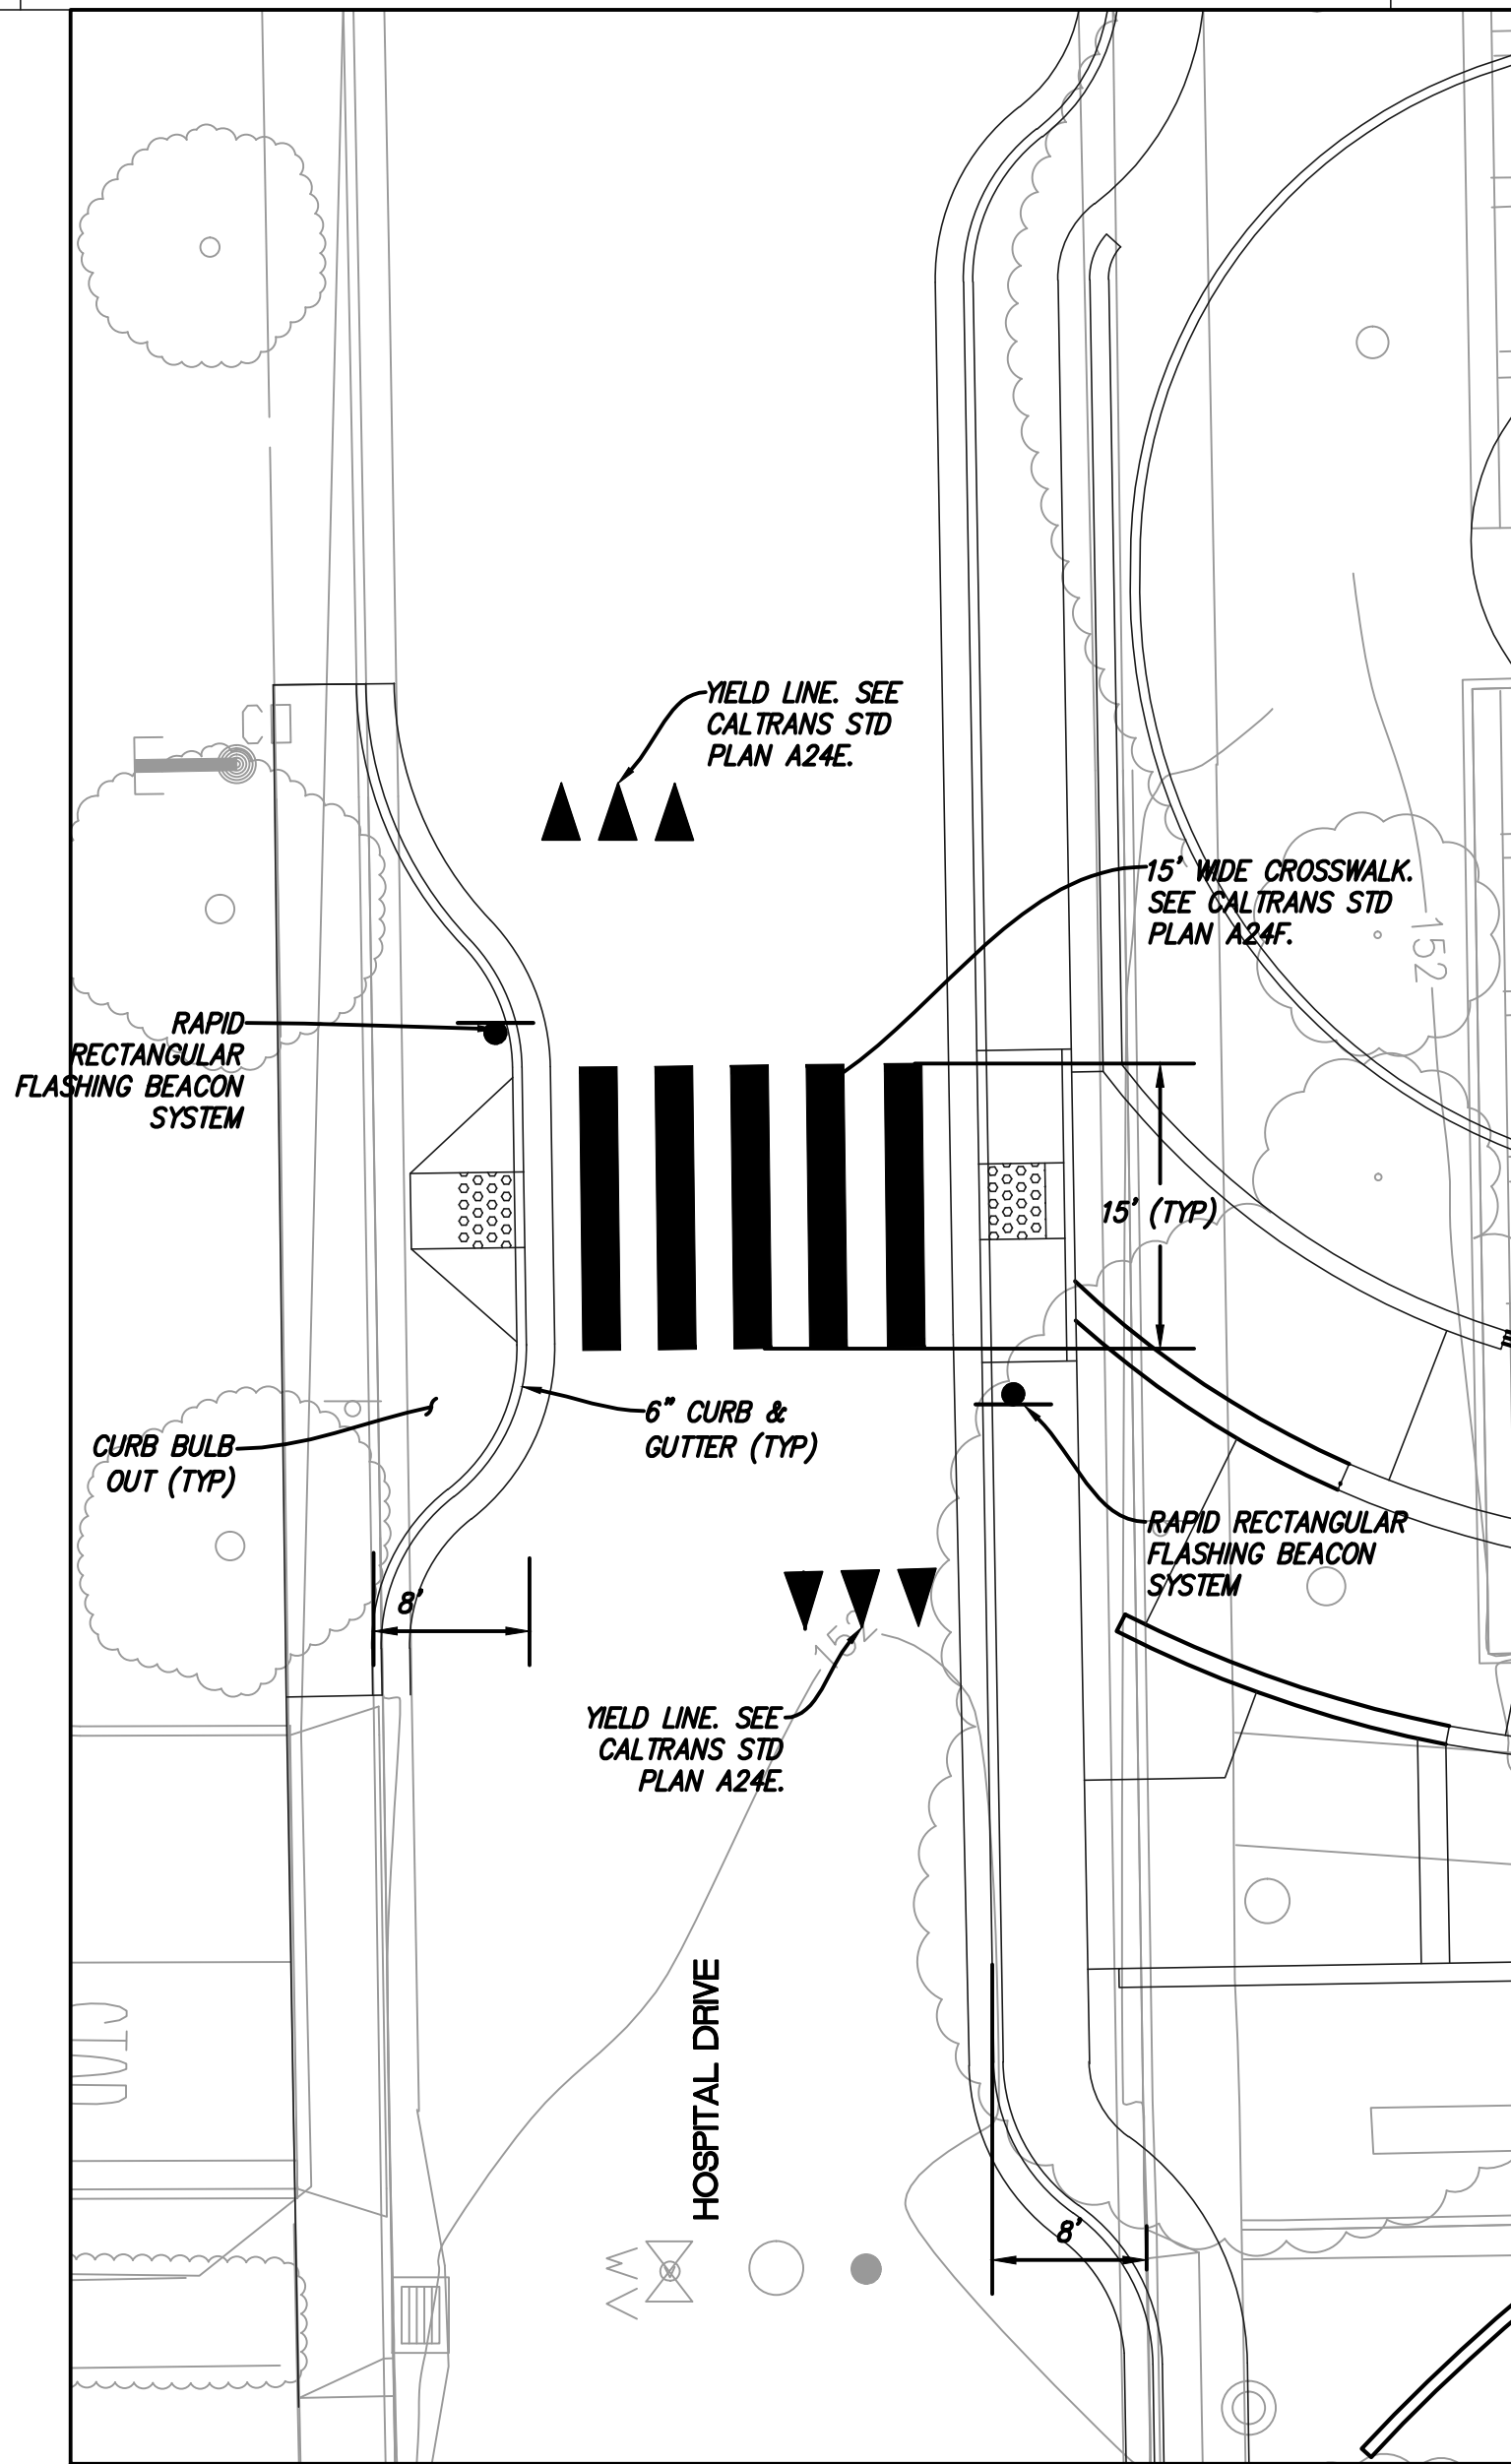 YIELD LINE. SEE
CALTRANS STD
PLAN A24E.
15' WIDE CROSSWALK.
SEE CALTRANS STD
PLAN A24F.
152
RAPID
RECTANGULAR
FLASHING BEACON
SYSTEM
15' (TYP)
6" CURB &
GUTTER (TYP)
CURB BULB
OUT (TYP)
RAPID RECTANGULAR
FLASHING BEACON
SYSTEM
8'
152
YIELD LINE. SEE
CALTRANS STD
PLAN A24E.
HOSPITAL DRIVE
8'